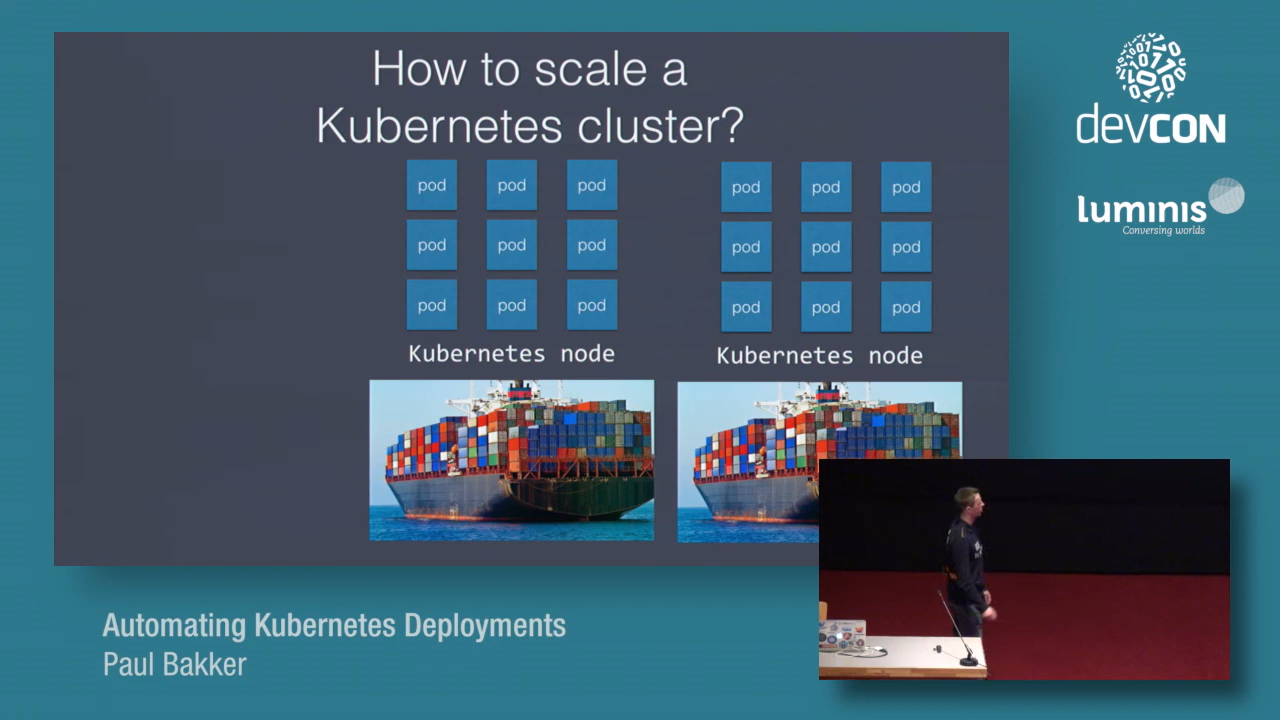 How to scale a
Kubernetes cluster?
pod pod pod pod pod pod
pod pod pod pod pod pod
pod pod pod pod pod pod
Kubernetes node Kubernetes node
devCON
luminis
Conversing worlds
Automating Kubernetes Deployments
Paul Bakker